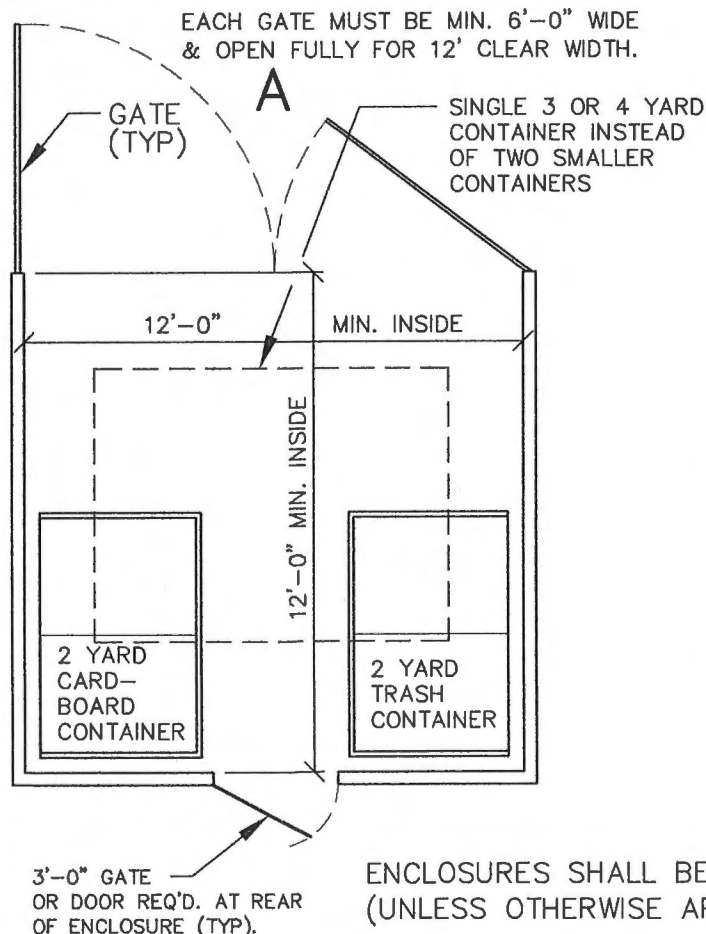 EACH GATE MUST BE MIN. 6'-0" WIDE
& OPEN FULLY FOR 12' CLEAR WIDTH.
A
GATE
(TYP)
SINGLE 3 OR 4 YARD
CONTAINER INSTEAD
OF TWO SMALLER
CONTAINERS
12'-0" MIN. INSIDE
12'-0" MIN. INSIDE
2 YARD
CARD-
BOARD
CONTAINER
2 YARD
TRASH
CONTAINER
3'-0" GATE
OR DOOR REQ'D. AT REAR
OF ENCLOSURE (TYP).
ENCLOSURES SHALL BE
(UNLESS OTHERWISE